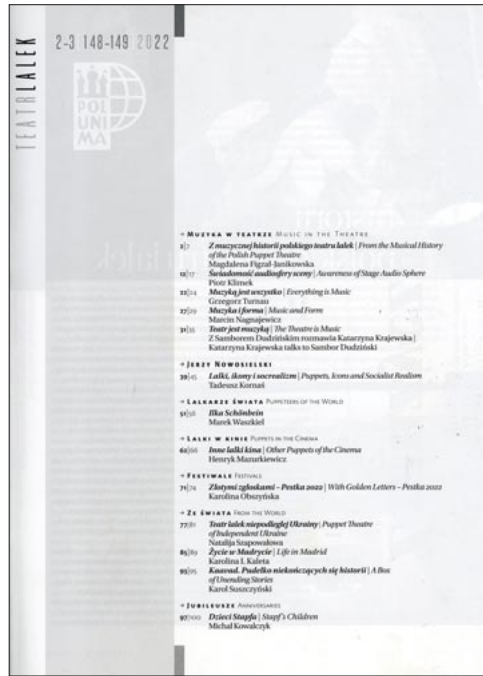 TEATR LALEK
2-3|148-149|2022
POL
UNI
MA
→ MUZYKA W TEATRZE MUSIC IN THE THEATRE
2|7 Z muzycznej historii polskiego teatru lalek | From the Musical History
of the Polish Puppet Theatre
Magdalena Figzał-Janikowska
12|17 Świadomość audiosfery sceny | Awareness of Stage Audio Sphere
Piotr Klimek
22|24 Muzyką jest wszystko | Everything is Music
Grzegorz Turnau
27|29 Muzyka i forma | Music and Form
Marcin Nagnajewicz
31|35 Teatr jest muzyką | The Theatre is Music
Z Samborem Dudzińskim rozmawia Katarzyna Krajewska |
Katarzyna Krajewska talks to Sambor Dudziński
→ JERZY NOWOSIELSKI
39|45 Lalki, ikony i socrealizm | Puppets, Icons and Socialist Realism
Tadeusz Kornaś
→ LALKARZE ŚWIATA PUPPETEERS OF THE WORLD
51|56 Ilka Schönbein
Marek Waszkiel
→ LALKI W KINIE PUPPETS IN THE CINEMA
62|66 Inne lalki kina | Other Puppets of the Cinema
Henryk Mazurkiewicz
→ FESTIWALE FESTIVALS
71|74 Złotymi zgłoskami – Pestka 2022 | With Golden Letters – Pestka 2022
Karolina Obszyńska
→ ZE ŚWIATA FROM THE WORLD
77|81 Teatr lalek niepodległej Ukrainy | Puppet Theatre
of Independent Ukraine
Natalija Szapowałowa
85|89 Życie w Madrycie | Life in Madrid
Karolina I. Kaleta
93|95 Kaavad. Pudełko niekończących się historii | A Box
of Unending Stories
Karol Suszczyński
→ JUBILEUSZE ANNIVERSARIES
97|100 Dzieci Stapfa | Stapf's Children
Michał Kowalczyk